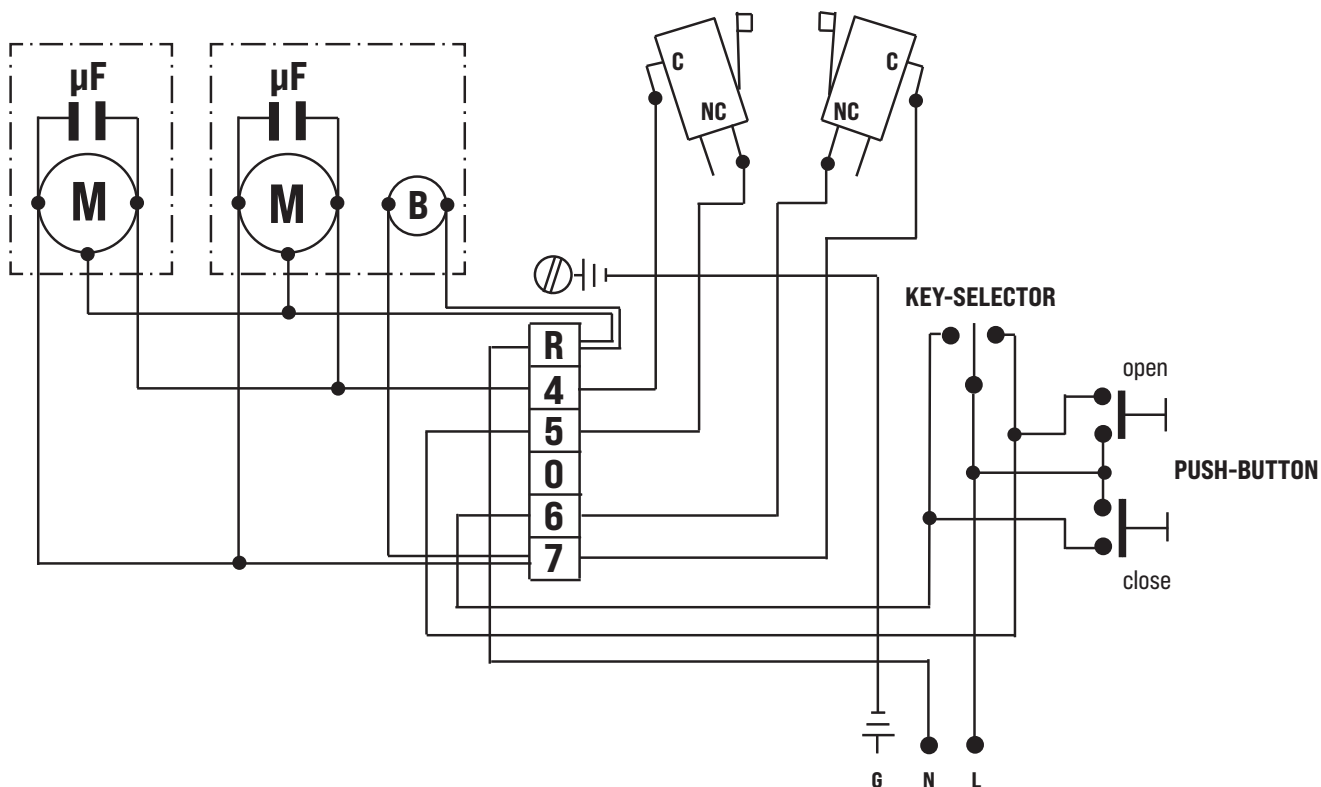 µF
µF
M
M
B
C
NC
C
NC
R
4
5
0
6
7
KEY-SELECTOR
open
PUSH-BUTTON
close
G N L